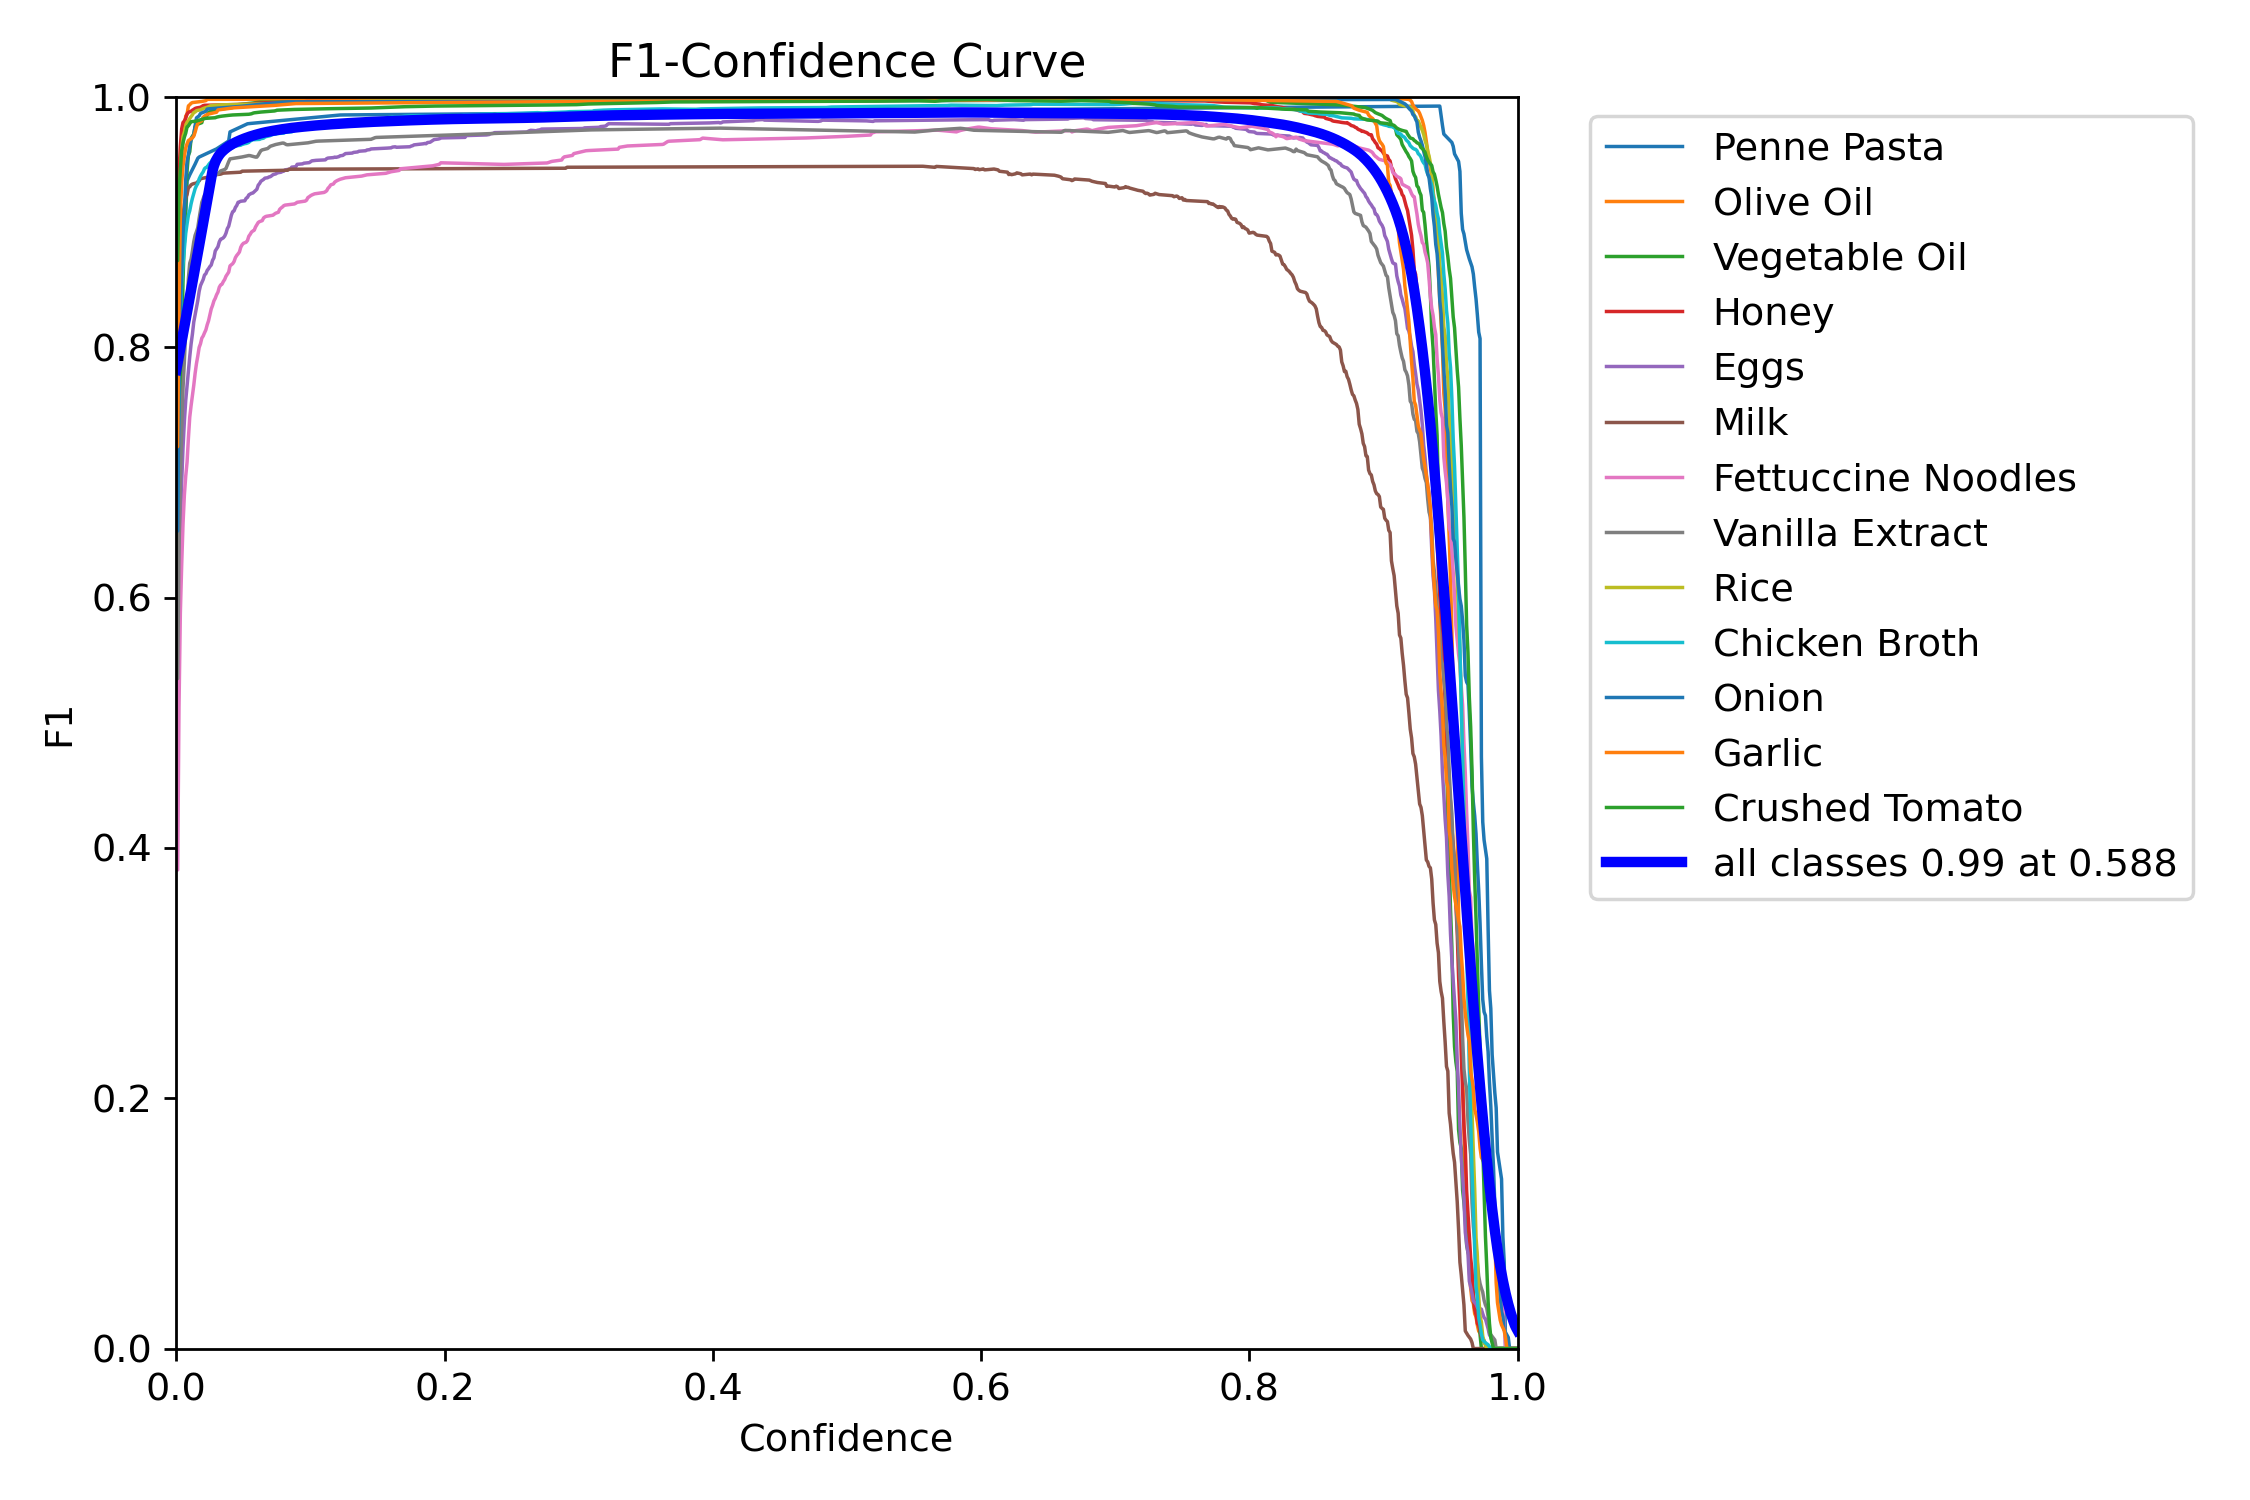 F1-Confidence Curve
1.0
0.8
0.6
0.4
0.2
0.0
F1
0.0 0.2 0.4 0.6 0.8 1.0
Confidence
Penne Pasta
Olive Oil
Vegetable Oil
Honey
Eggs
Milk
Fettuccine Noodles
Vanilla Extract
Rice
Chicken Broth
Onion
Garlic
Crushed Tomato
all classes 0.99 at 0.588